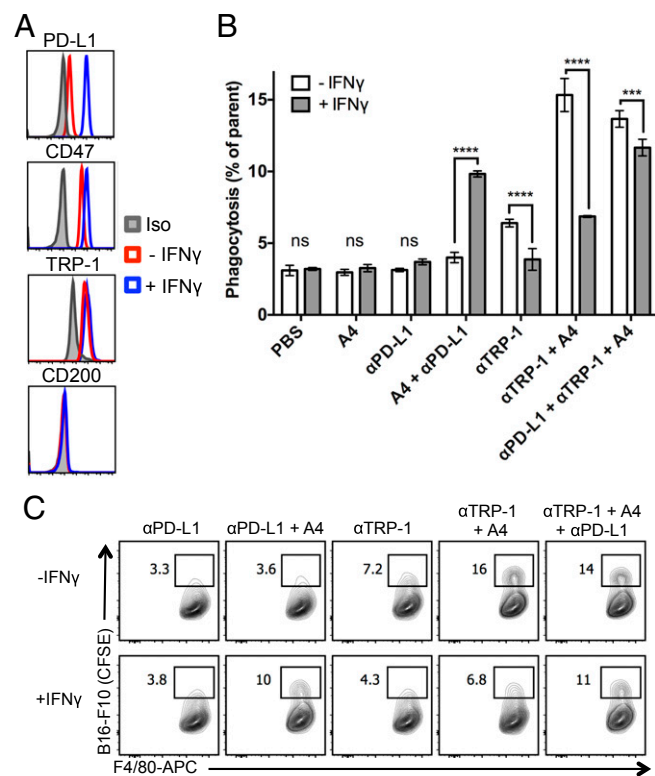 A
PD-L1
CD47
TRP-1
CD200
Iso
- IFNγ
+ IFNγ
B
Phagocytosis (% of parent)
15
10
5
0
- IFNγ
+ IFNγ
ns
ns
ns
****
****
****
***
PBS
A4
αPD-L1
A4 + αPD-L1
αTRP-1
αTRP-1 + A4
αPD-L1 + αTRP-1 + A4
C
αPD-L1
αPD-L1 + A4
αTRP-1
αTRP-1
+ A4
αTRP-1 + A4
+ αPD-L1
-IFNγ
3.3
3.6
7.2
16
14
+IFNγ
3.8
10
4.3
6.8
11
B16-F10 (CFSE)
F4/80-APC